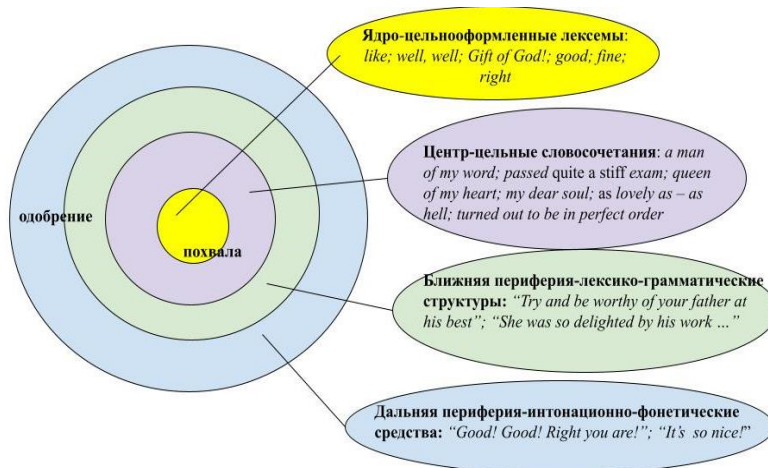 Ядро-цельнооформленные лексемы:
like; well, well; Gift of God!; good; fine;
right
Центр-цельные словосочетания: a man
of my word; passed quite a stiff exam; queen
of my heart; my dear soul; as lovely as – as
hell; turned out to be in perfect order
одобрение
похвала
Ближняя периферия-лексико-грамматические
структуры: “Try and be worthy of your father at
his best”; “She was so delighted by his work ...”
Дальняя периферия-интонационно-фонетические
средства: “Good! Good! Right you are!”; “It’s so nice!”